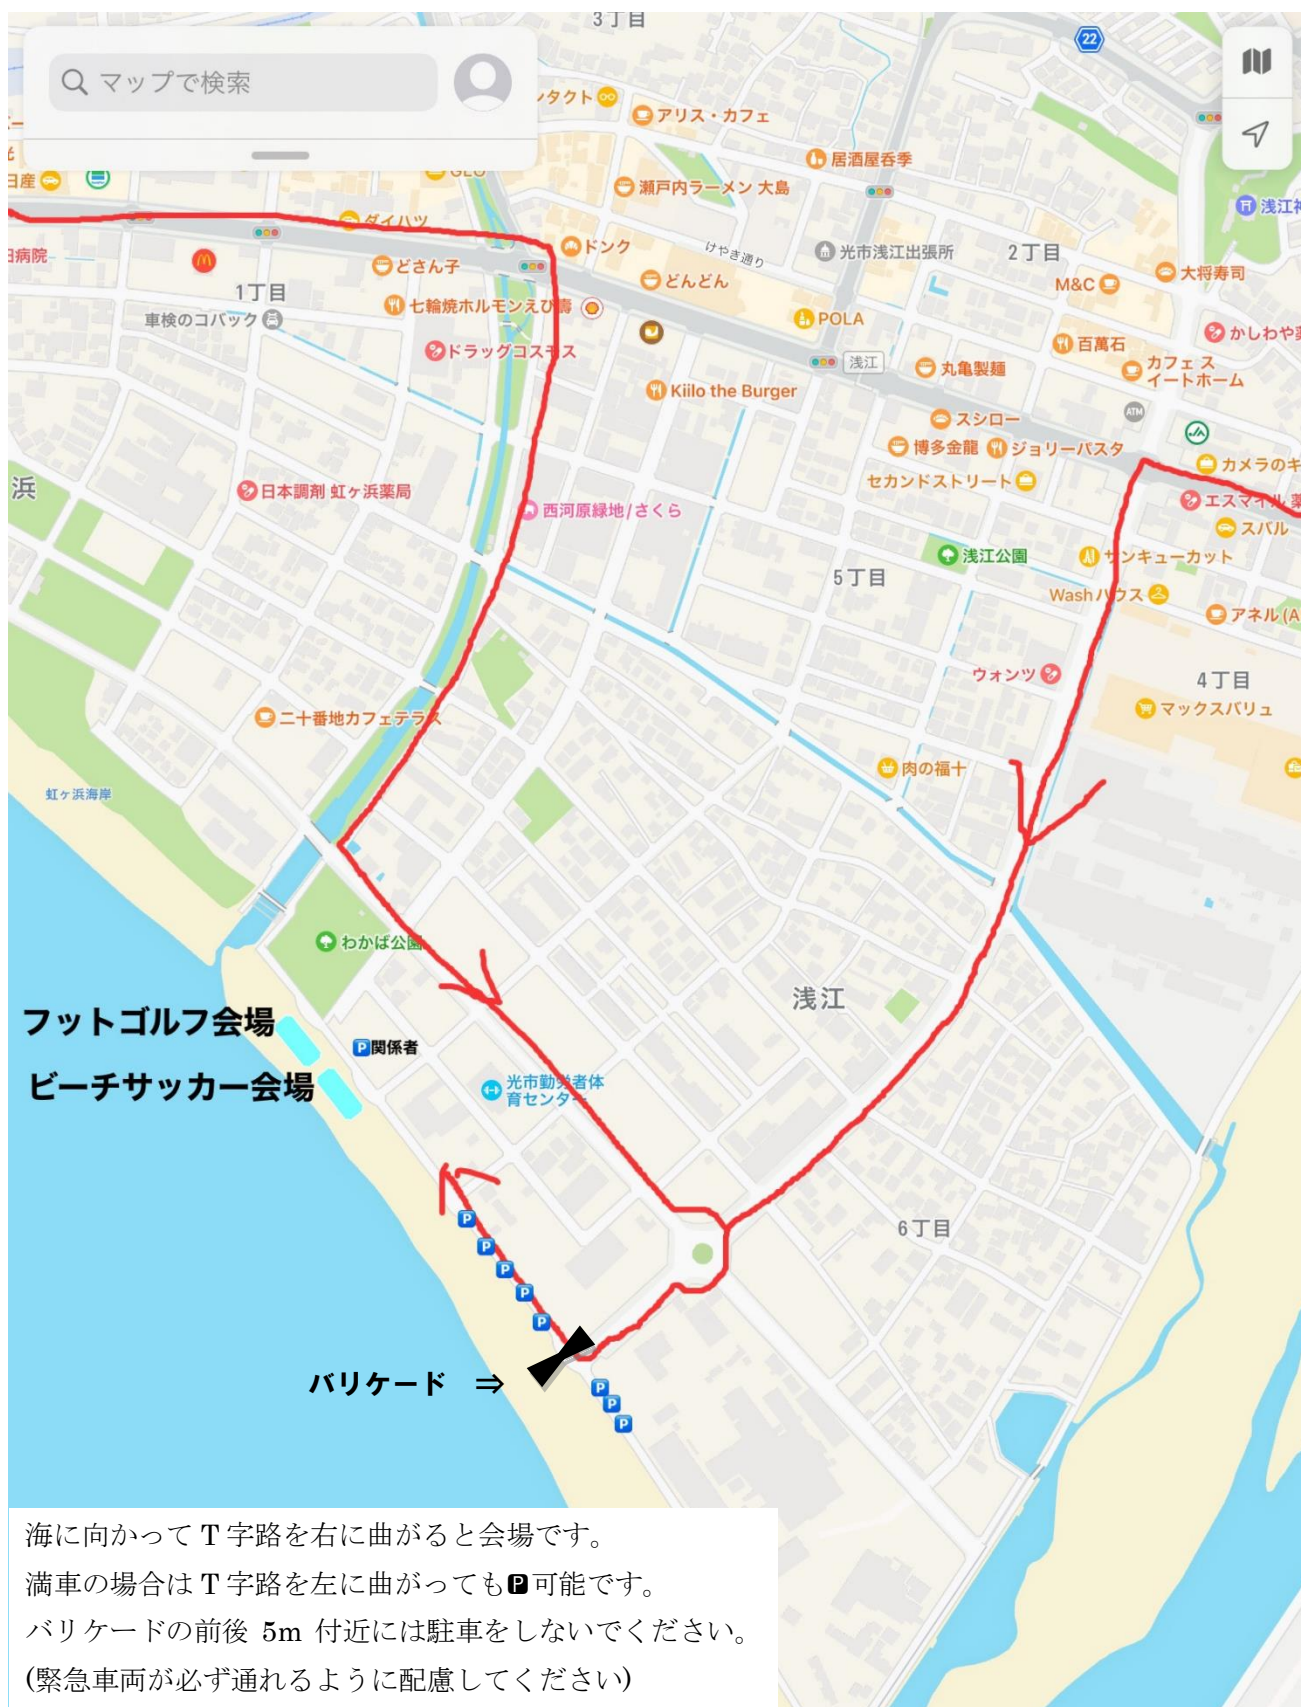 3丁目
22
マップで検索
ンタクト
アリス・カフェ
居酒屋呑季
日産
GEO
瀬戸内ラーメン 大島
浅江神
ダイハツ
ドンク
けやき通り
光市浅江出張所
2丁目
病院
どさん子
どんどん
M&C
大将寿司
1丁目
七輪焼ホルモンえび壽
POLA
車検のコバック
かしわや薬
ドラッグコスモス
百萬石
浅江
丸亀製麺
カフェ ス
イートホーム
Kiilo the Burger
ATM
スシロー
博多金龍
ジョリーパスタ
カメラのキ
セカンドストリート
浜
日本調剤 虹ヶ浜薬局
エスマイル 薬
西河原緑地/さくら
スバル
浅江公園
サンキューカット
5丁目
Washハウス
アネル(A
ウォンツ
4丁目
マックスバリュ
二十番地カフェテラス
肉の福十
虹ヶ浜海岸
わかば公園
浅江
フットゴルフ会場
P関係者
ビーチサッカー会場
光市勤労者体
育センター
P
6丁目
P
P
P
P
バリケード ⇒
P
P
P
海に向かって T 字路を右に曲がると会場です。
満車の場合は T 字路を左に曲がっても🅿可能です。
バリケードの前後 5m 付近には駐車をしないでください。
(緊急車両が必ず通れるように配慮してください)